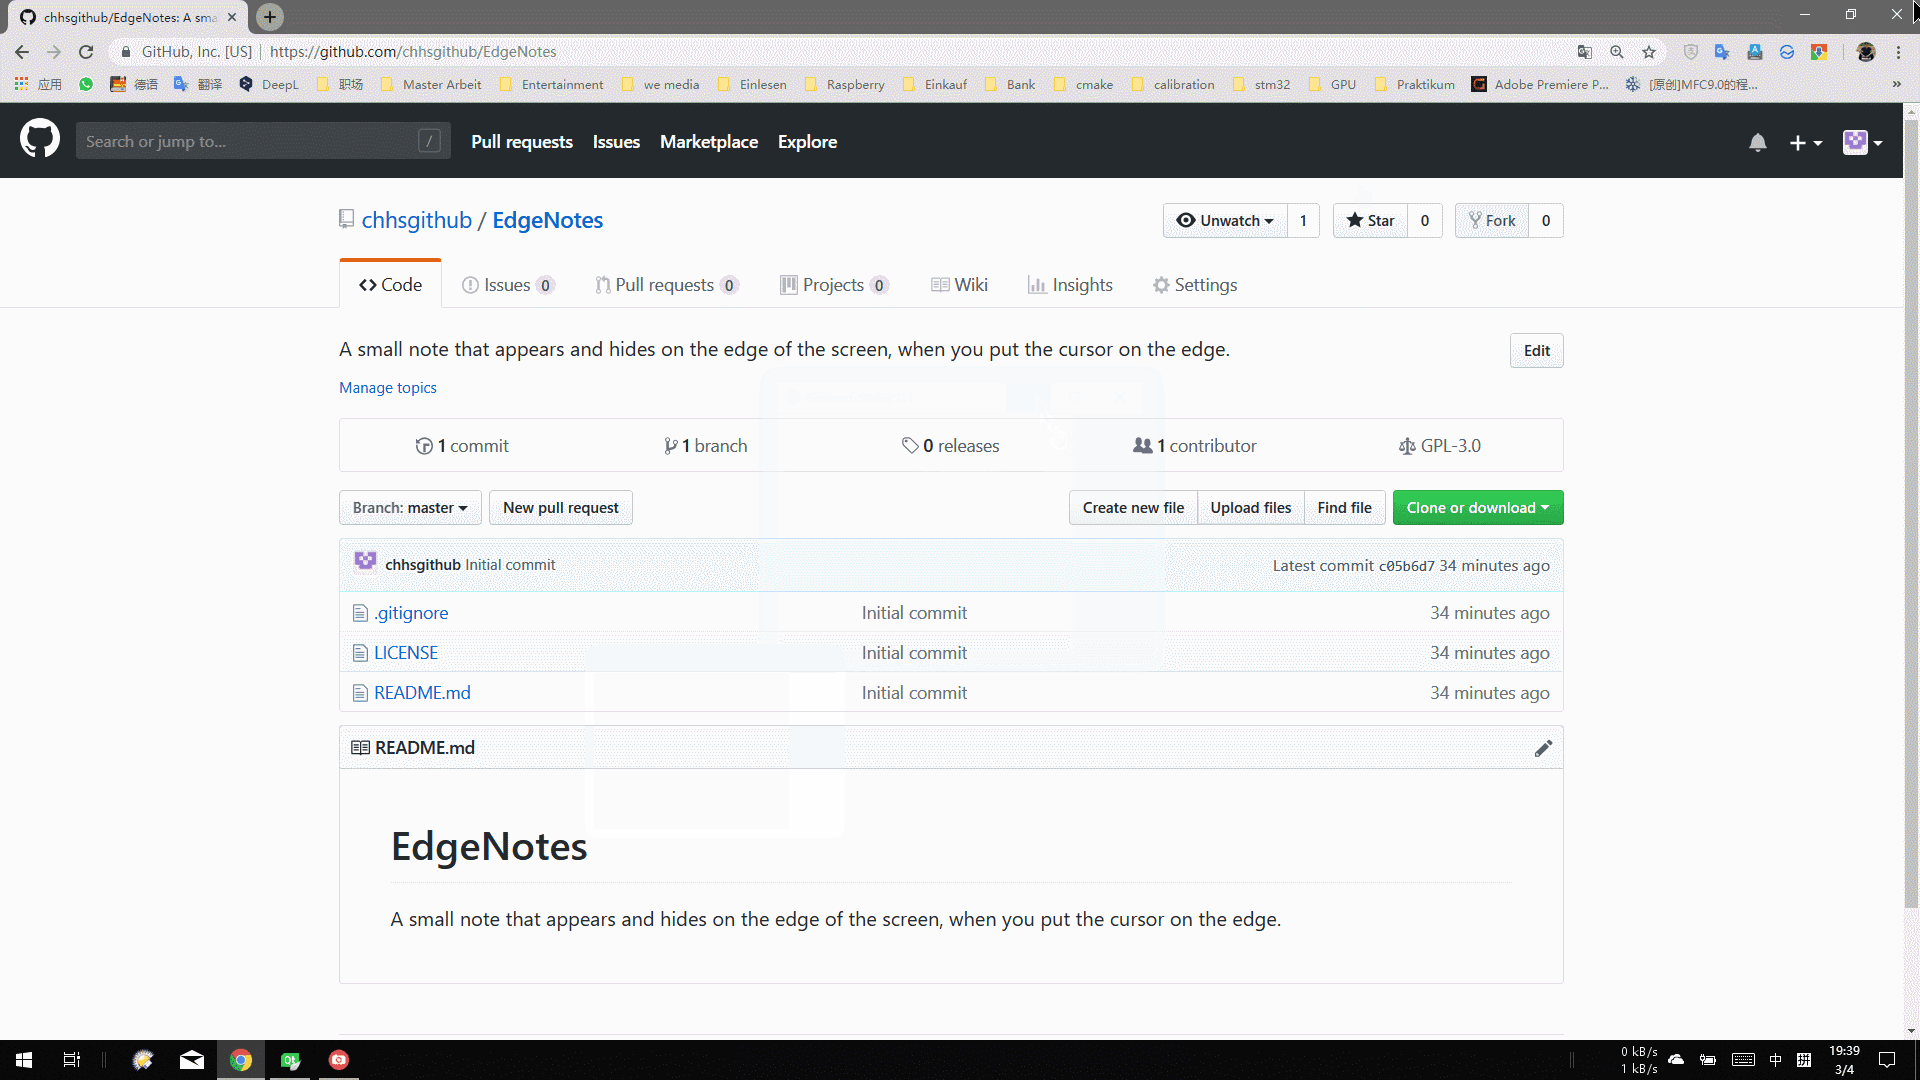 chhsgithub/EdgeNotes: A sma
GitHub, Inc. [US] | https://github.com/chhsgithub/EdgeNotes
应用 德语 翻译 DeepL 职场 Master Arbeit Entertainment we media Einlesen Raspberry Einkauf Bank cmake calibration stm32 GPU Praktikum Adobe Premiere P... [原创]MFC9.0的程... »
Search or jump to... / Pull requests Issues Marketplace Explore
chhsgithub / EdgeNotes Unwatch 1 Star 0 Fork 0
Code Issues 0 Pull requests 0 Projects 0 Wiki Insights Settings
A small note that appears and hides on the edge of the screen, when you put the cursor on the edge. Edit
Manage topics
1 commit 1 branch 0 releases 1 contributor GPL-3.0
Branch: master New pull request Create new file Upload files Find file Clone or download
chhsgithub Initial commit Latest commit c05b6d7 34 minutes ago
.gitignore Initial commit 34 minutes ago
LICENSE Initial commit 34 minutes ago
README.md Initial commit 34 minutes ago
README.md
EdgeNotes
A small note that appears and hides on the edge of the screen, when you put the cursor on the edge.
0 kB/s
1 kB/s
中 拼
19:39
3/4